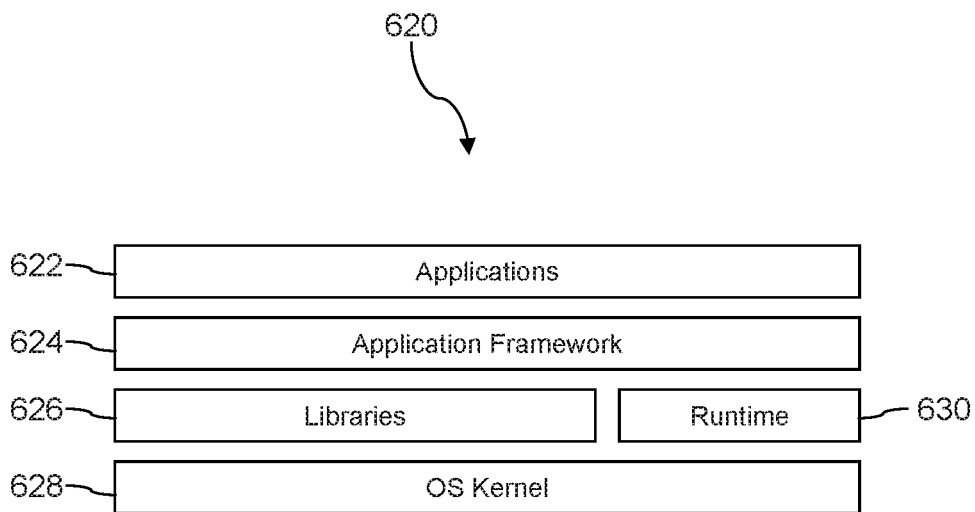 620
622 Applications
624 Application Framework
626 Libraries Runtime 630
628 OS Kernel